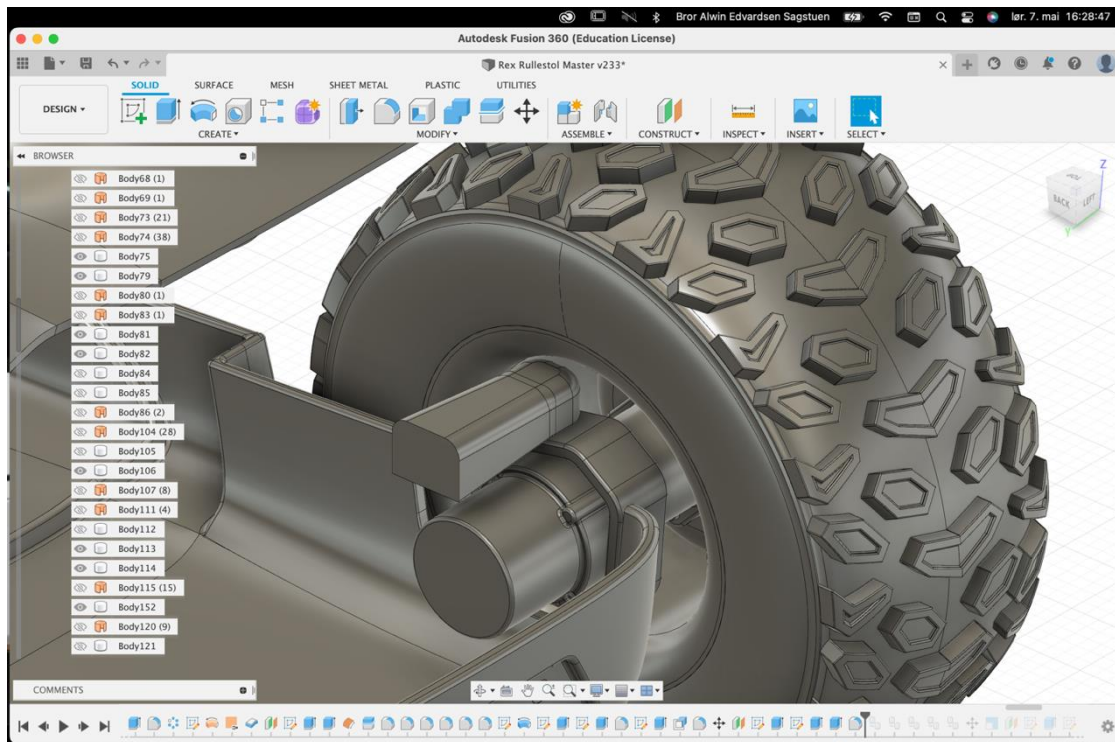 Bror Alwin Edvardsen Sagstuen lør. 7. mai 16:28:47
Autodesk Fusion 360 (Education License)
Rex Rullestol Master v233*
SOLID SURFACE MESH SHEET METAL PLASTIC UTILITIES
DESIGN
CREATE MODIFY ASSEMBLE CONSTRUCT INSPECT INSERT SELECT
BROWSER
Body68 (1)
Body69 (1)
Body73 (21)
Body74 (38)
Body75
Body79
Body80 (1)
Body83 (1)
Body81
Body82
Body84
Body85
Body86 (2)
Body104 (28)
Body105
Body106
Body107 (8)
Body111 (4)
Body112
Body113
Body114
Body115 (15)
Body152
Body120 (9)
Body121
Z
TOP
BACK LEFT
Y
COMMENTS